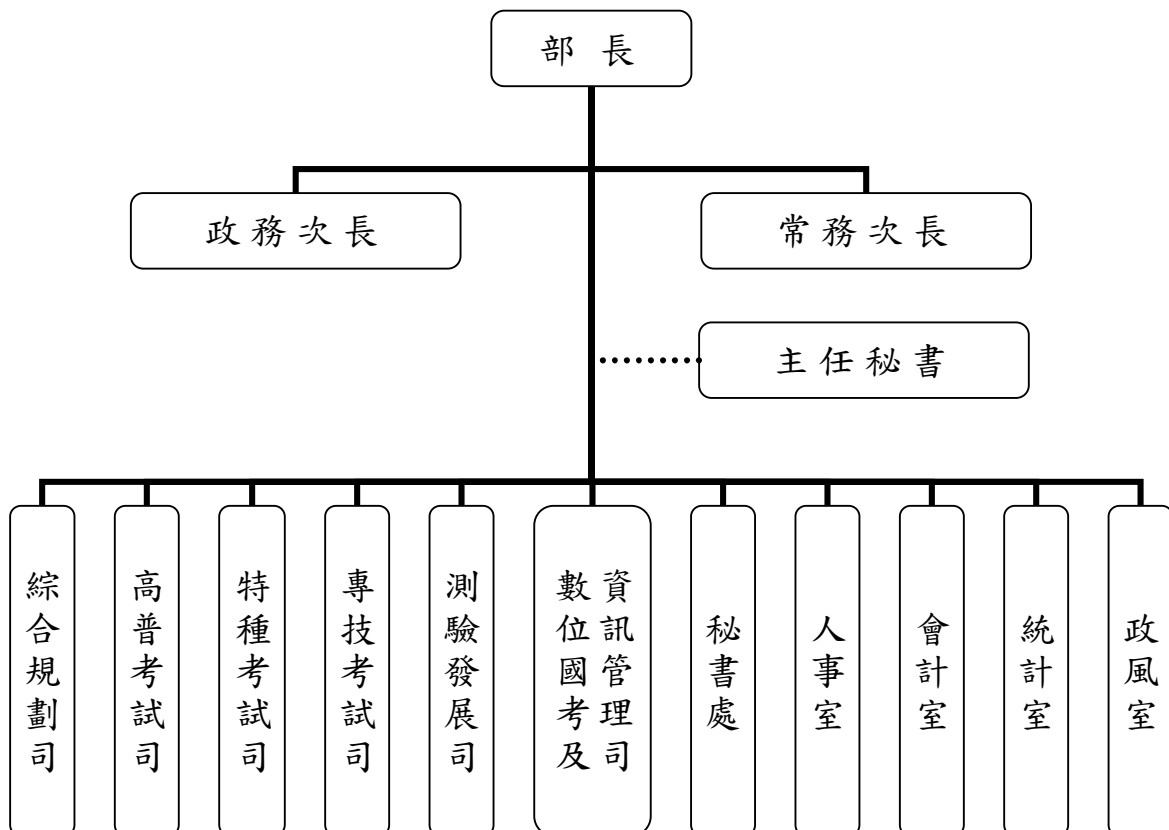 部長
政務次長
常務次長
主任秘書
綜合規劃司
高普考試司
特種考試司
專技考試司
測驗發展司
數位國考及
資訊管理司
秘書處
人事室
會計室
統計室
政風室